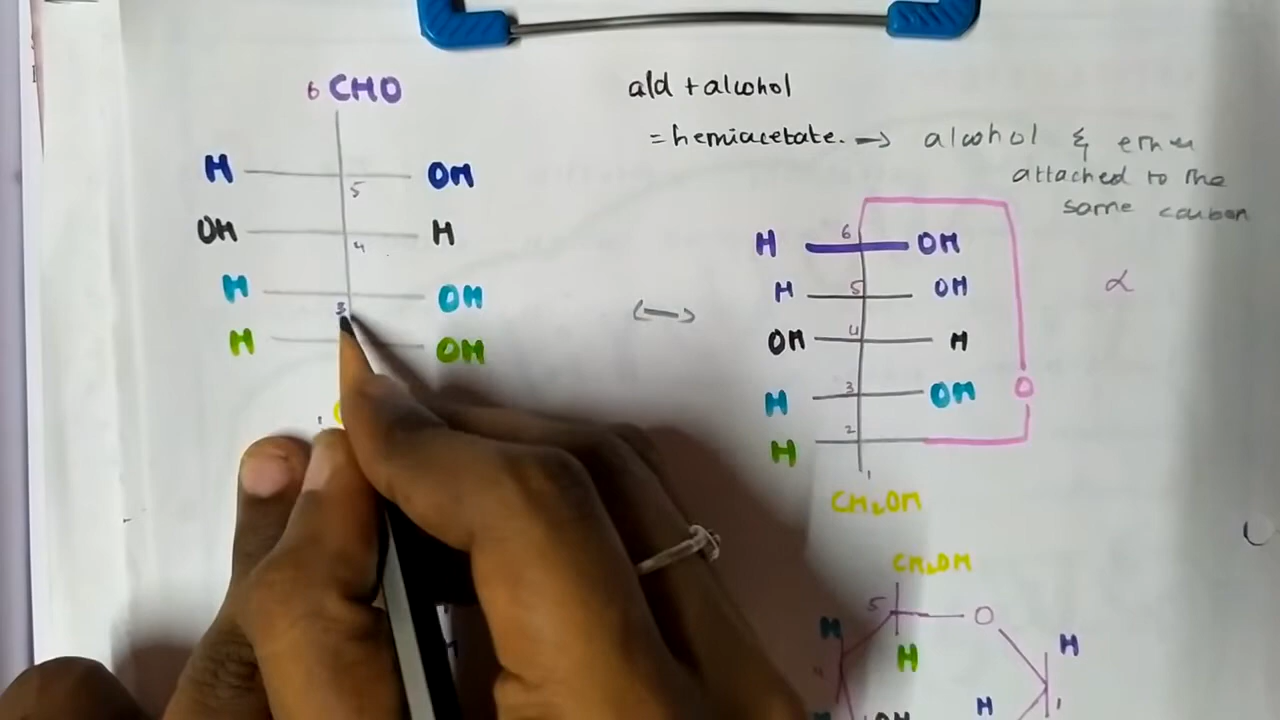 6 CHO
H OH
5
OH H
4
H OH
3
H OH
1
ald + alcohol
= hemiacetate. → alcohol & ether
attached to the
same carbon
H 6 OH
H 5 OH
OH 4 H
H 3 OH O
H 2
1
CH₂OH
α
CH₂OH
5 O
H H H
4 H 1
OH